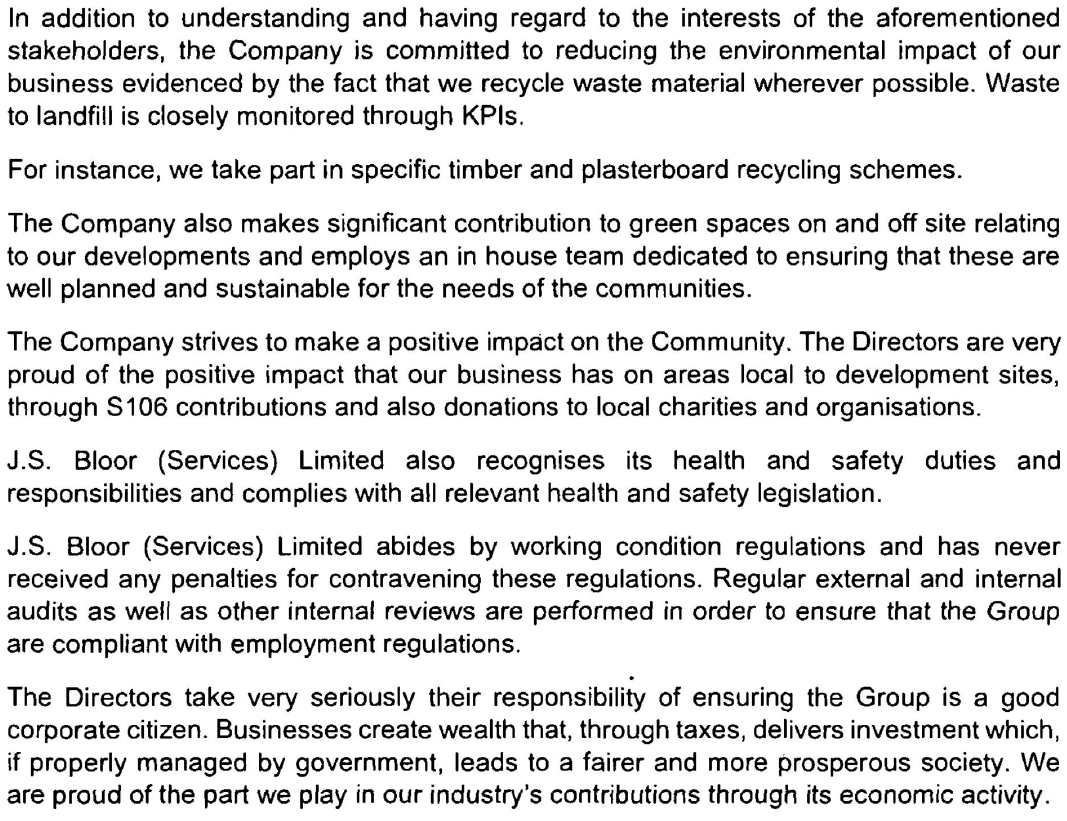 In addition to understanding and having regard to the interests of the aforementioned
stakeholders, the Company is committed to reducing the environmental impact of our
business evidenced by the fact that we recycle waste material wherever possible. Waste
to landfill is closely monitored through KPIs.
For instance, we take part in specific timber and plasterboard recycling schemes.
The Company also makes significant contribution to green spaces on and off site relating
to our developments and employs an in house team dedicated to ensuring that these are
well planned and sustainable for the needs of the communities.
The Company strives to make a positive impact on the Community. The Directors are very
proud of the positive impact that our business has on areas local to development sites,
through S106 contributions and also donations to local charities and organisations.
J.S. Bloor (Services) Limited also recognises its health and safety duties and
responsibilities and complies with all relevant health and safety legislation.
J.S. Bloor (Services) Limited abides by working condition regulations and has never
received any penalties for contravening these regulations. Regular external and internal
audits as well as other internal reviews are performed in order to ensure that the Group
are compliant with employment regulations.
The Directors take very seriously their responsibility of ensuring the Group is a good
corporate citizen. Businesses create wealth that, through taxes, delivers investment which,
if properly managed by government, leads to a fairer and more prosperous society. We
are proud of the part we play in our industry's contributions through its economic activity.